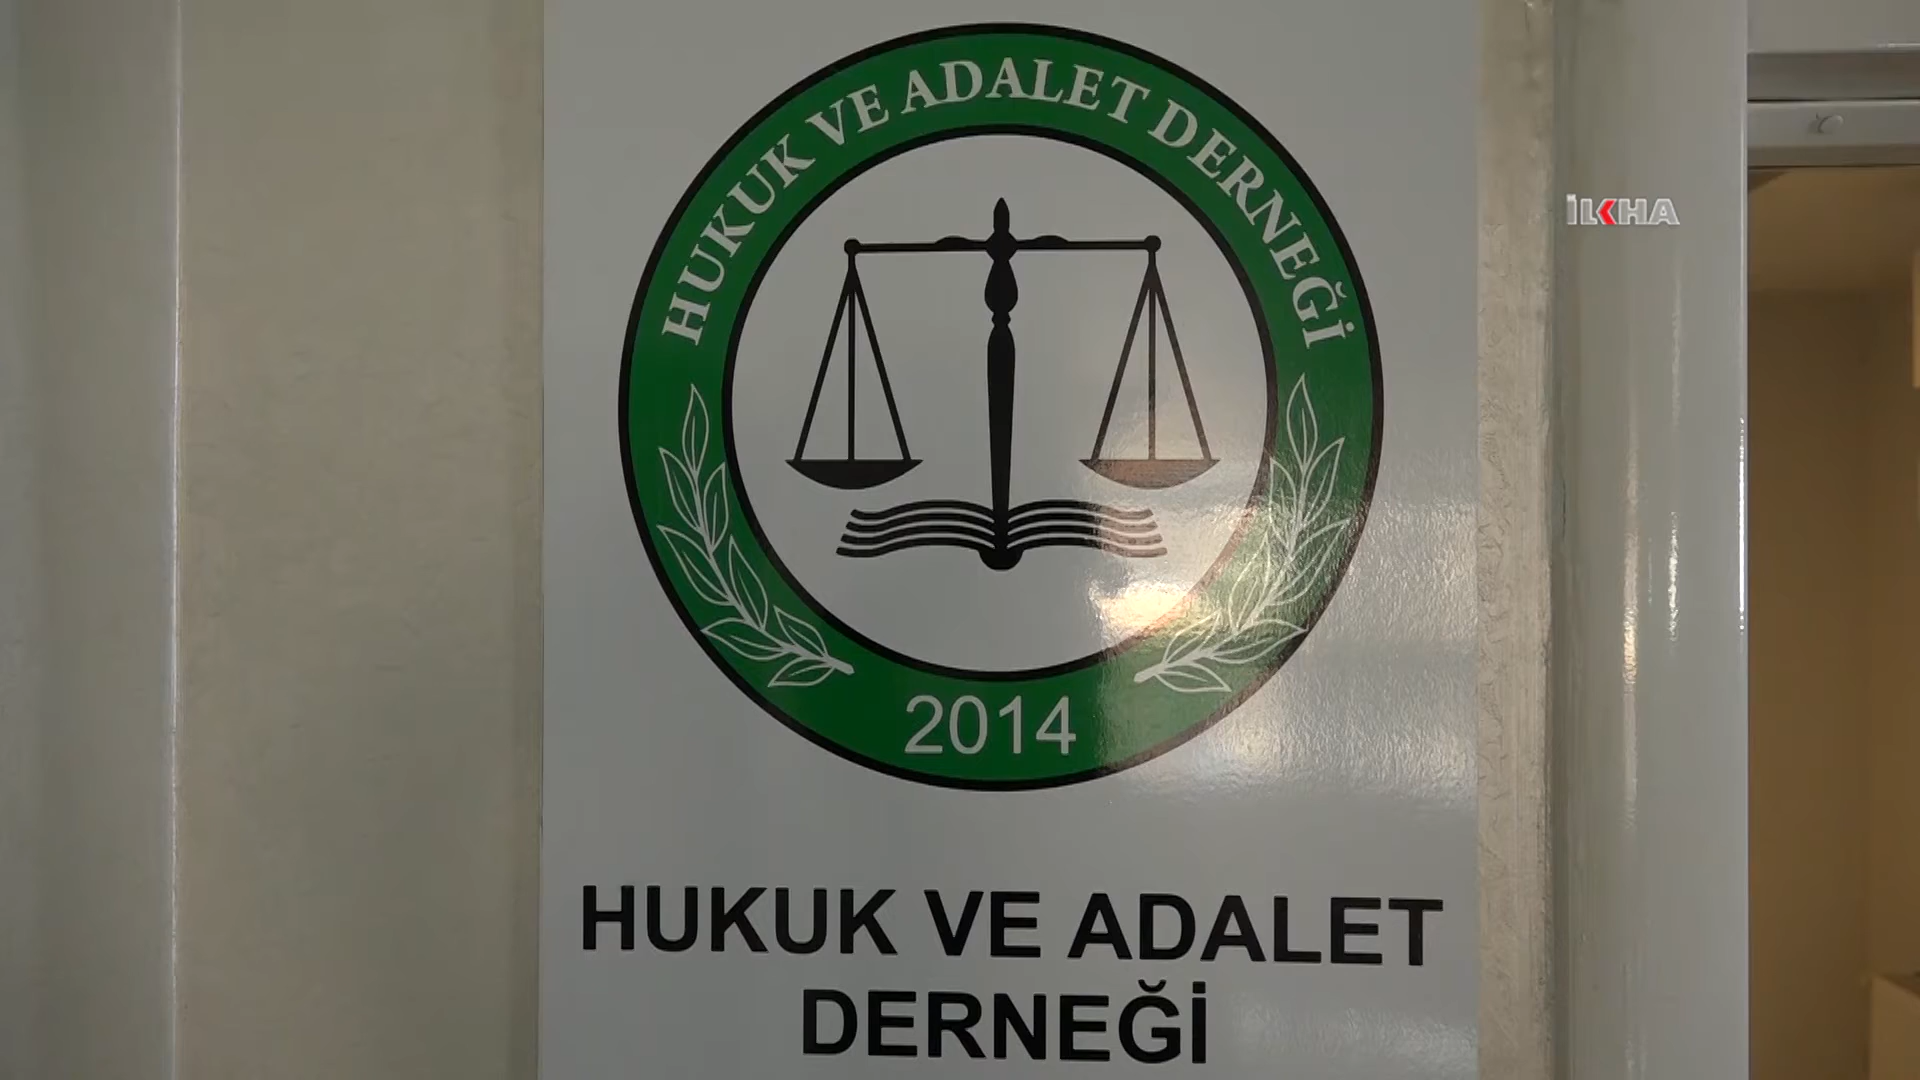 HUKUK VE ADALET DERNEĞİ
İLKHA
2014
HUKUK VE ADALET
DERNEĞİ